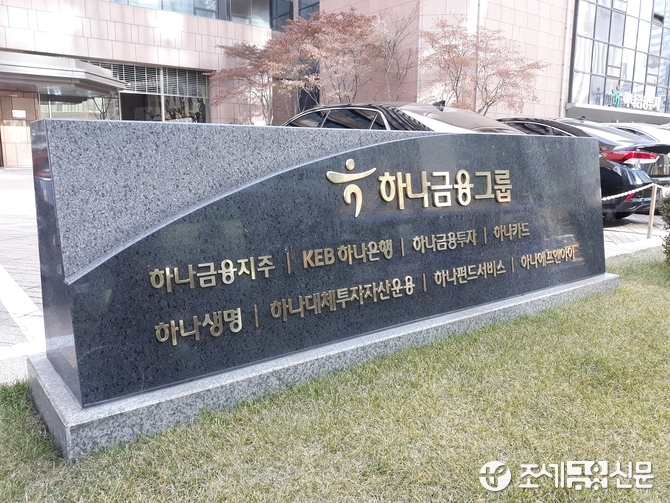 하나금융그룹
하나금융지주 | KEB 하나은행 | 하나금융투자 | 하나카드
하나생명 | 하나대체투자자산운용 | 하나펀드서비스 | 하나에프앤아이
조세금융신문